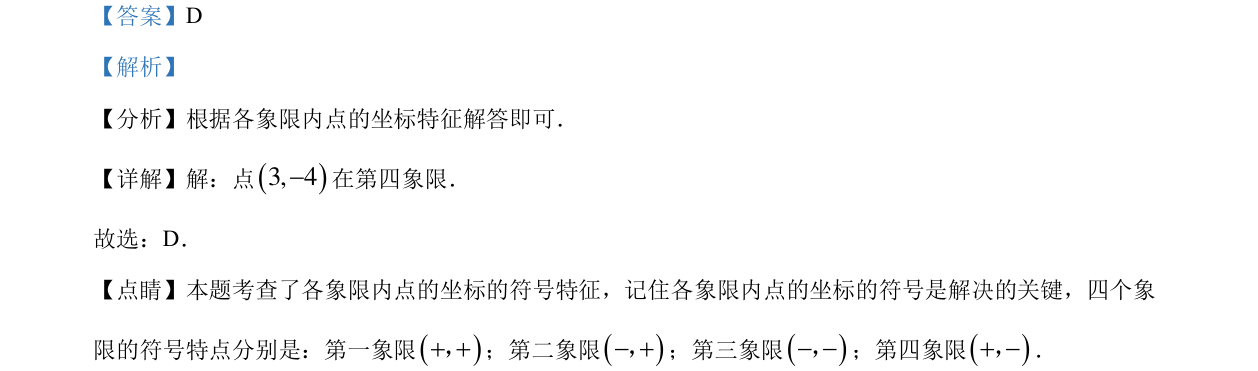 【答案】D
【解析】
【分析】根据各象限内点的坐标特征解答即可．
【详解】解：点(3,−4)在第四象限．
故选：D．
【点睛】本题考查了各象限内点的坐标的符号特征，记住各象限内点的坐标的符号是解决的关键，四个象
限的符号特点分别是：第一象限(+,+)；第二象限(−,+)；第三象限(−,−)；第四象限(+,−)．